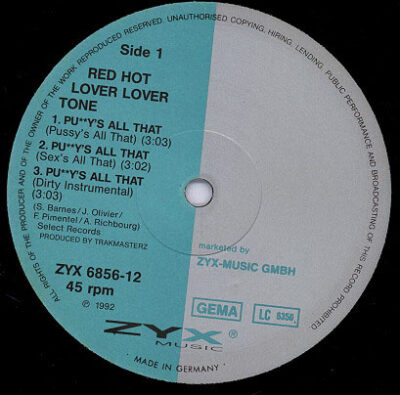 ALL RIGHTS OF THE PRODUCER AND OF THE OWNER OF THE WORK REPRODUCED RESERVED. UNAUTHORISED COPYING, HIRING, LENDING, PUBLIC PERFORMANCE AND BROADCASTING OF THIS RECORD PROHIBITED
Side 1
RED HOT
LOVER LOVER
TONE
1. PU**Y'S ALL THAT
(Pussy's All That) (3:03)
2. PU**Y'S ALL THAT
(Sex's All That) (3:02)
3. PU**Y'S ALL THAT
(Dirty Instrumental)
(3:03)
(S. Barnes/J. Olivier/
F. Pimentel/A. Richbourg)
Select Records
PRODUCED BY TRAKMASTERZ
marketed by
ZYX-MUSIC GMBH
ZYX 6856-12
45 rpm
℗ 1992
GEMA
LC 6356
ZYX®
MUSIC
MADE IN GERMANY